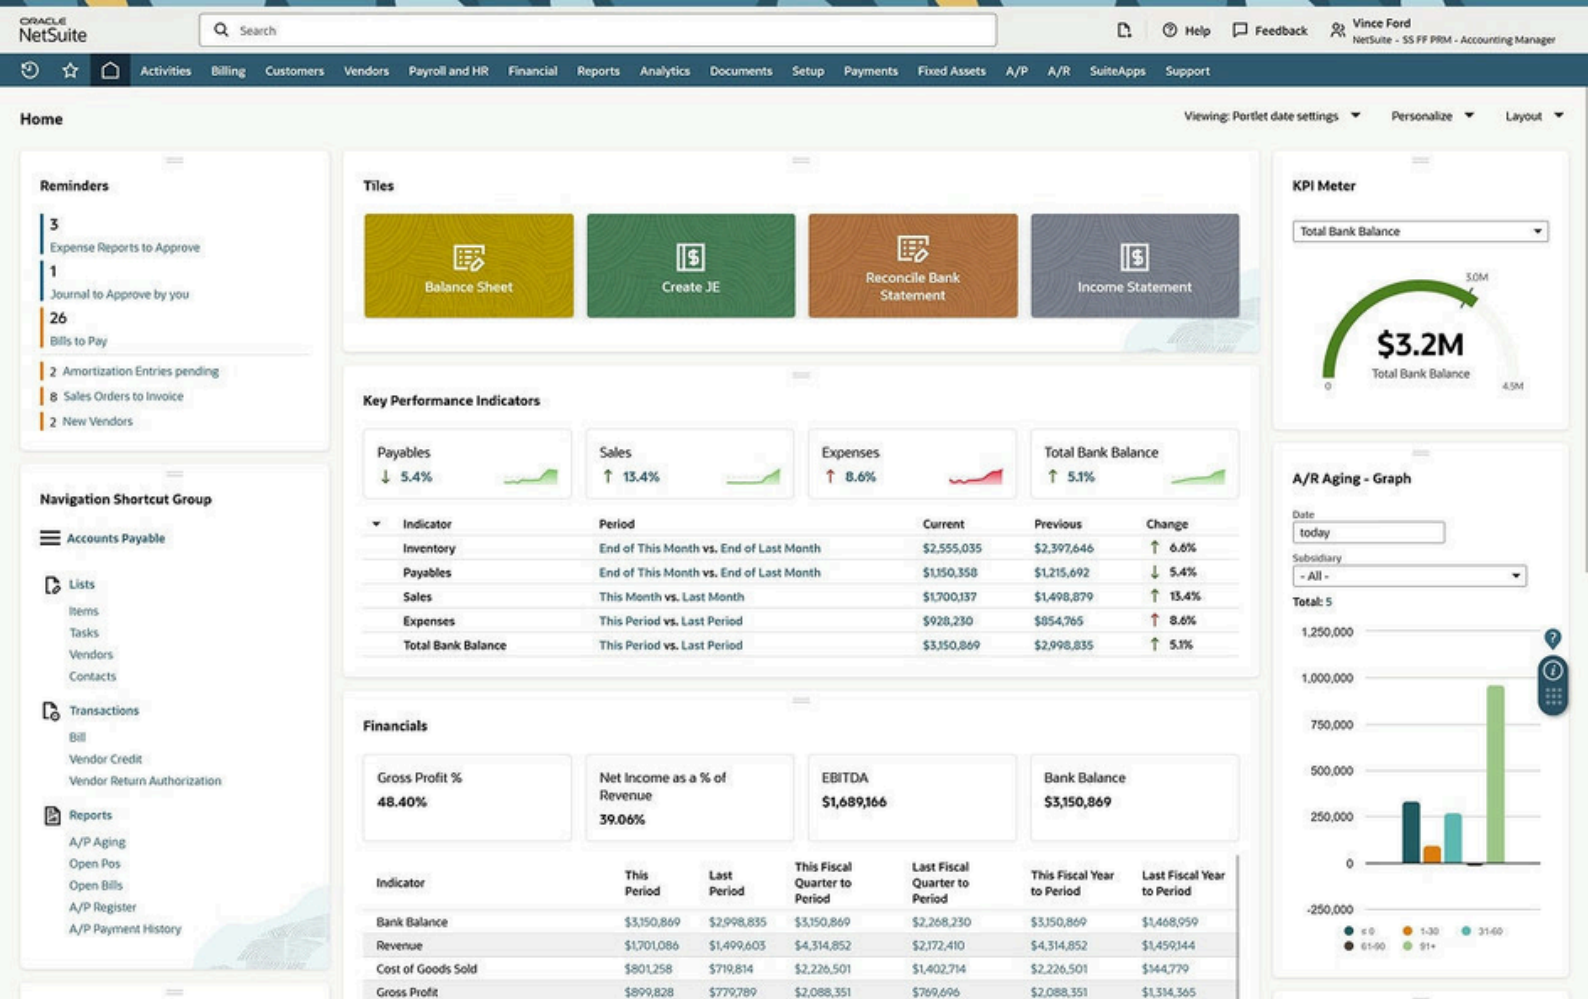 ORACLE
NetSuite
Search
Help
Feedback
Vince Ford
NetSuite - SS FF PRM - Accounting Manager
Activities Billing Customers Vendors Payroll and HR Financial Reports Analytics Documents Setup Payments Fixed Assets A/P A/R SuiteApps Support
Home
Viewing: Portlet date settings Personalize Layout
Reminders
3
Expense Reports to Approve
1
Journal to Approve by you
26
Bills to Pay
2 Amortization Entries pending
8 Sales Orders to Invoice
2 New Vendors
Navigation Shortcut Group
Accounts Payable
Lists
Items
Tasks
Vendors
Contacts
Transactions
Bill
Vendor Credit
Vendor Return Authorization
Reports
A/P Aging
Open Pos
Open Bills
A/P Register
A/P Payment History
Tiles
Balance Sheet
Create JE
Reconcile Bank
Statement
Income Statement
Key Performance Indicators
Payables
5.4%
Sales
13.4%
Expenses
8.6%
Total Bank Balance
5.1%
Indicator Period Current Previous Change
Inventory End of This Month vs. End of Last Month $2,555,035 $2,397,646 6.6%
Payables End of This Month vs. End of Last Month $1,150,358 $1,215,692 5.4%
Sales This Month vs. Last Month $1,700,137 $1,498,879 13.4%
Expenses This Period vs. Last Period $928,230 $854,765 8.6%
Total Bank Balance This Period vs. Last Period $3,150,869 $2,998,835 5.1%
Financials
Gross Profit %
48.40%
Net Income as a % of
Revenue
39.06%
EBITDA
$1,689,166
Bank Balance
$3,150,869
Indicator
This
Period
Last
Period
This Fiscal
Quarter to
Period
Last Fiscal
Quarter to
Period
This Fiscal Year
to Period
Last Fiscal Year
to Period
Bank Balance $3,150,869 $2,998,835 $3,150,869 $2,268,230 $3,150,869 $1,468,959
Revenue $1,701,086 $1,499,603 $4,314,852 $2,172,410 $4,314,852 $1,459,144
Cost of Goods Sold $801,258 $719,814 $2,226,501 $1,402,714 $2,226,501 $144,779
Gross Profit $899,828 $779,789 $2,088,351 $769,696 $2,088,351 $1,314,365
KPI Meter
Total Bank Balance
3.0M
$3.2M
Total Bank Balance
0
4.5M
A/R Aging - Graph
Date
today
Subsidiary
- All -
Total: 5
1,250,000
1,000,000
750,000
500,000
250,000
0
-250,000
≤ 0 1-30 31-60
61-90 91+
?
i